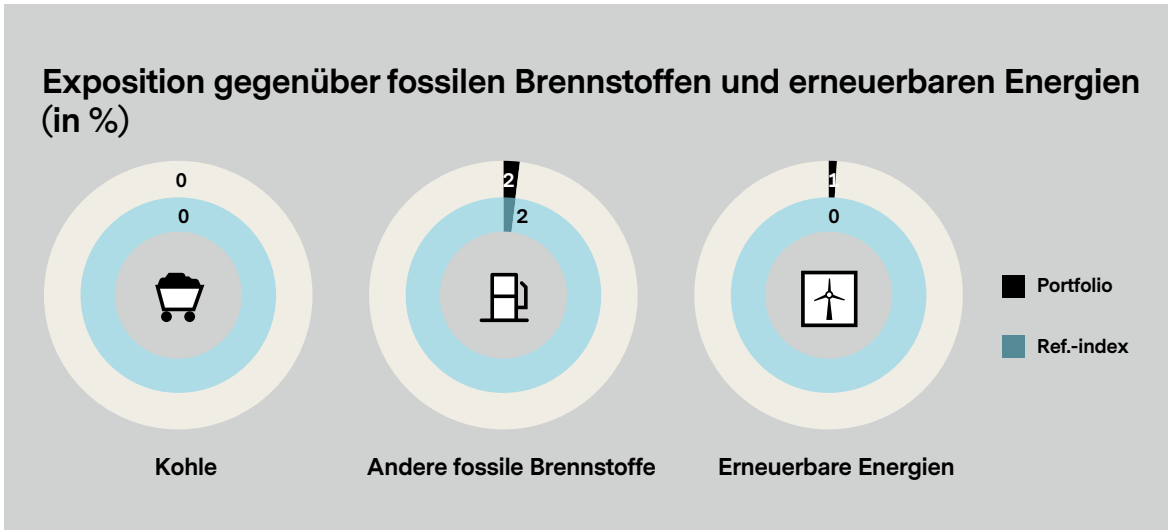 Exposition gegenüber fossilen Brennstoffen und erneuerbaren Energien
(in %)
0
0
2
2
1
0
Portfolio
Ref.-index
Kohle
Andere fossile Brennstoffe
Erneuerbare Energien